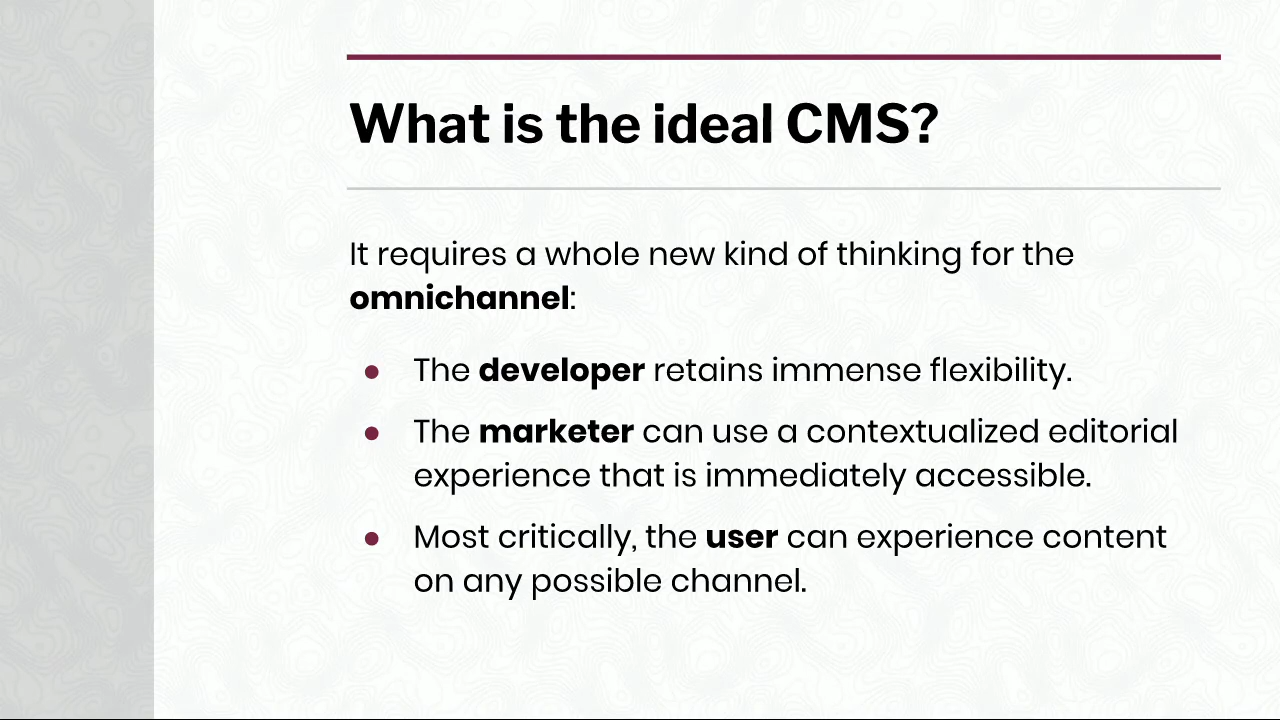 What is the ideal CMS?
It requires a whole new kind of thinking for the
omnichannel:
● The developer retains immense flexibility.
● The marketer can use a contextualized editorial
experience that is immediately accessible.
● Most critically, the user can experience content
on any possible channel.